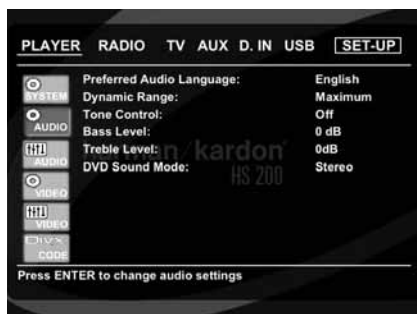 PLAYER RADIO TV AUX D. IN USB SET-UP
SYSTEM
AUDIO
AUDIO
VIDEO
VIDEO
DIVX
CODE
Preferred Audio Language: English
Dynamic Range: Maximum
Tone Control: Off
Bass Level: 0 dB
Treble Level: 0dB
DVD Sound Mode: Stereo
harman/kardon
HS 200
Press ENTER to change audio settings